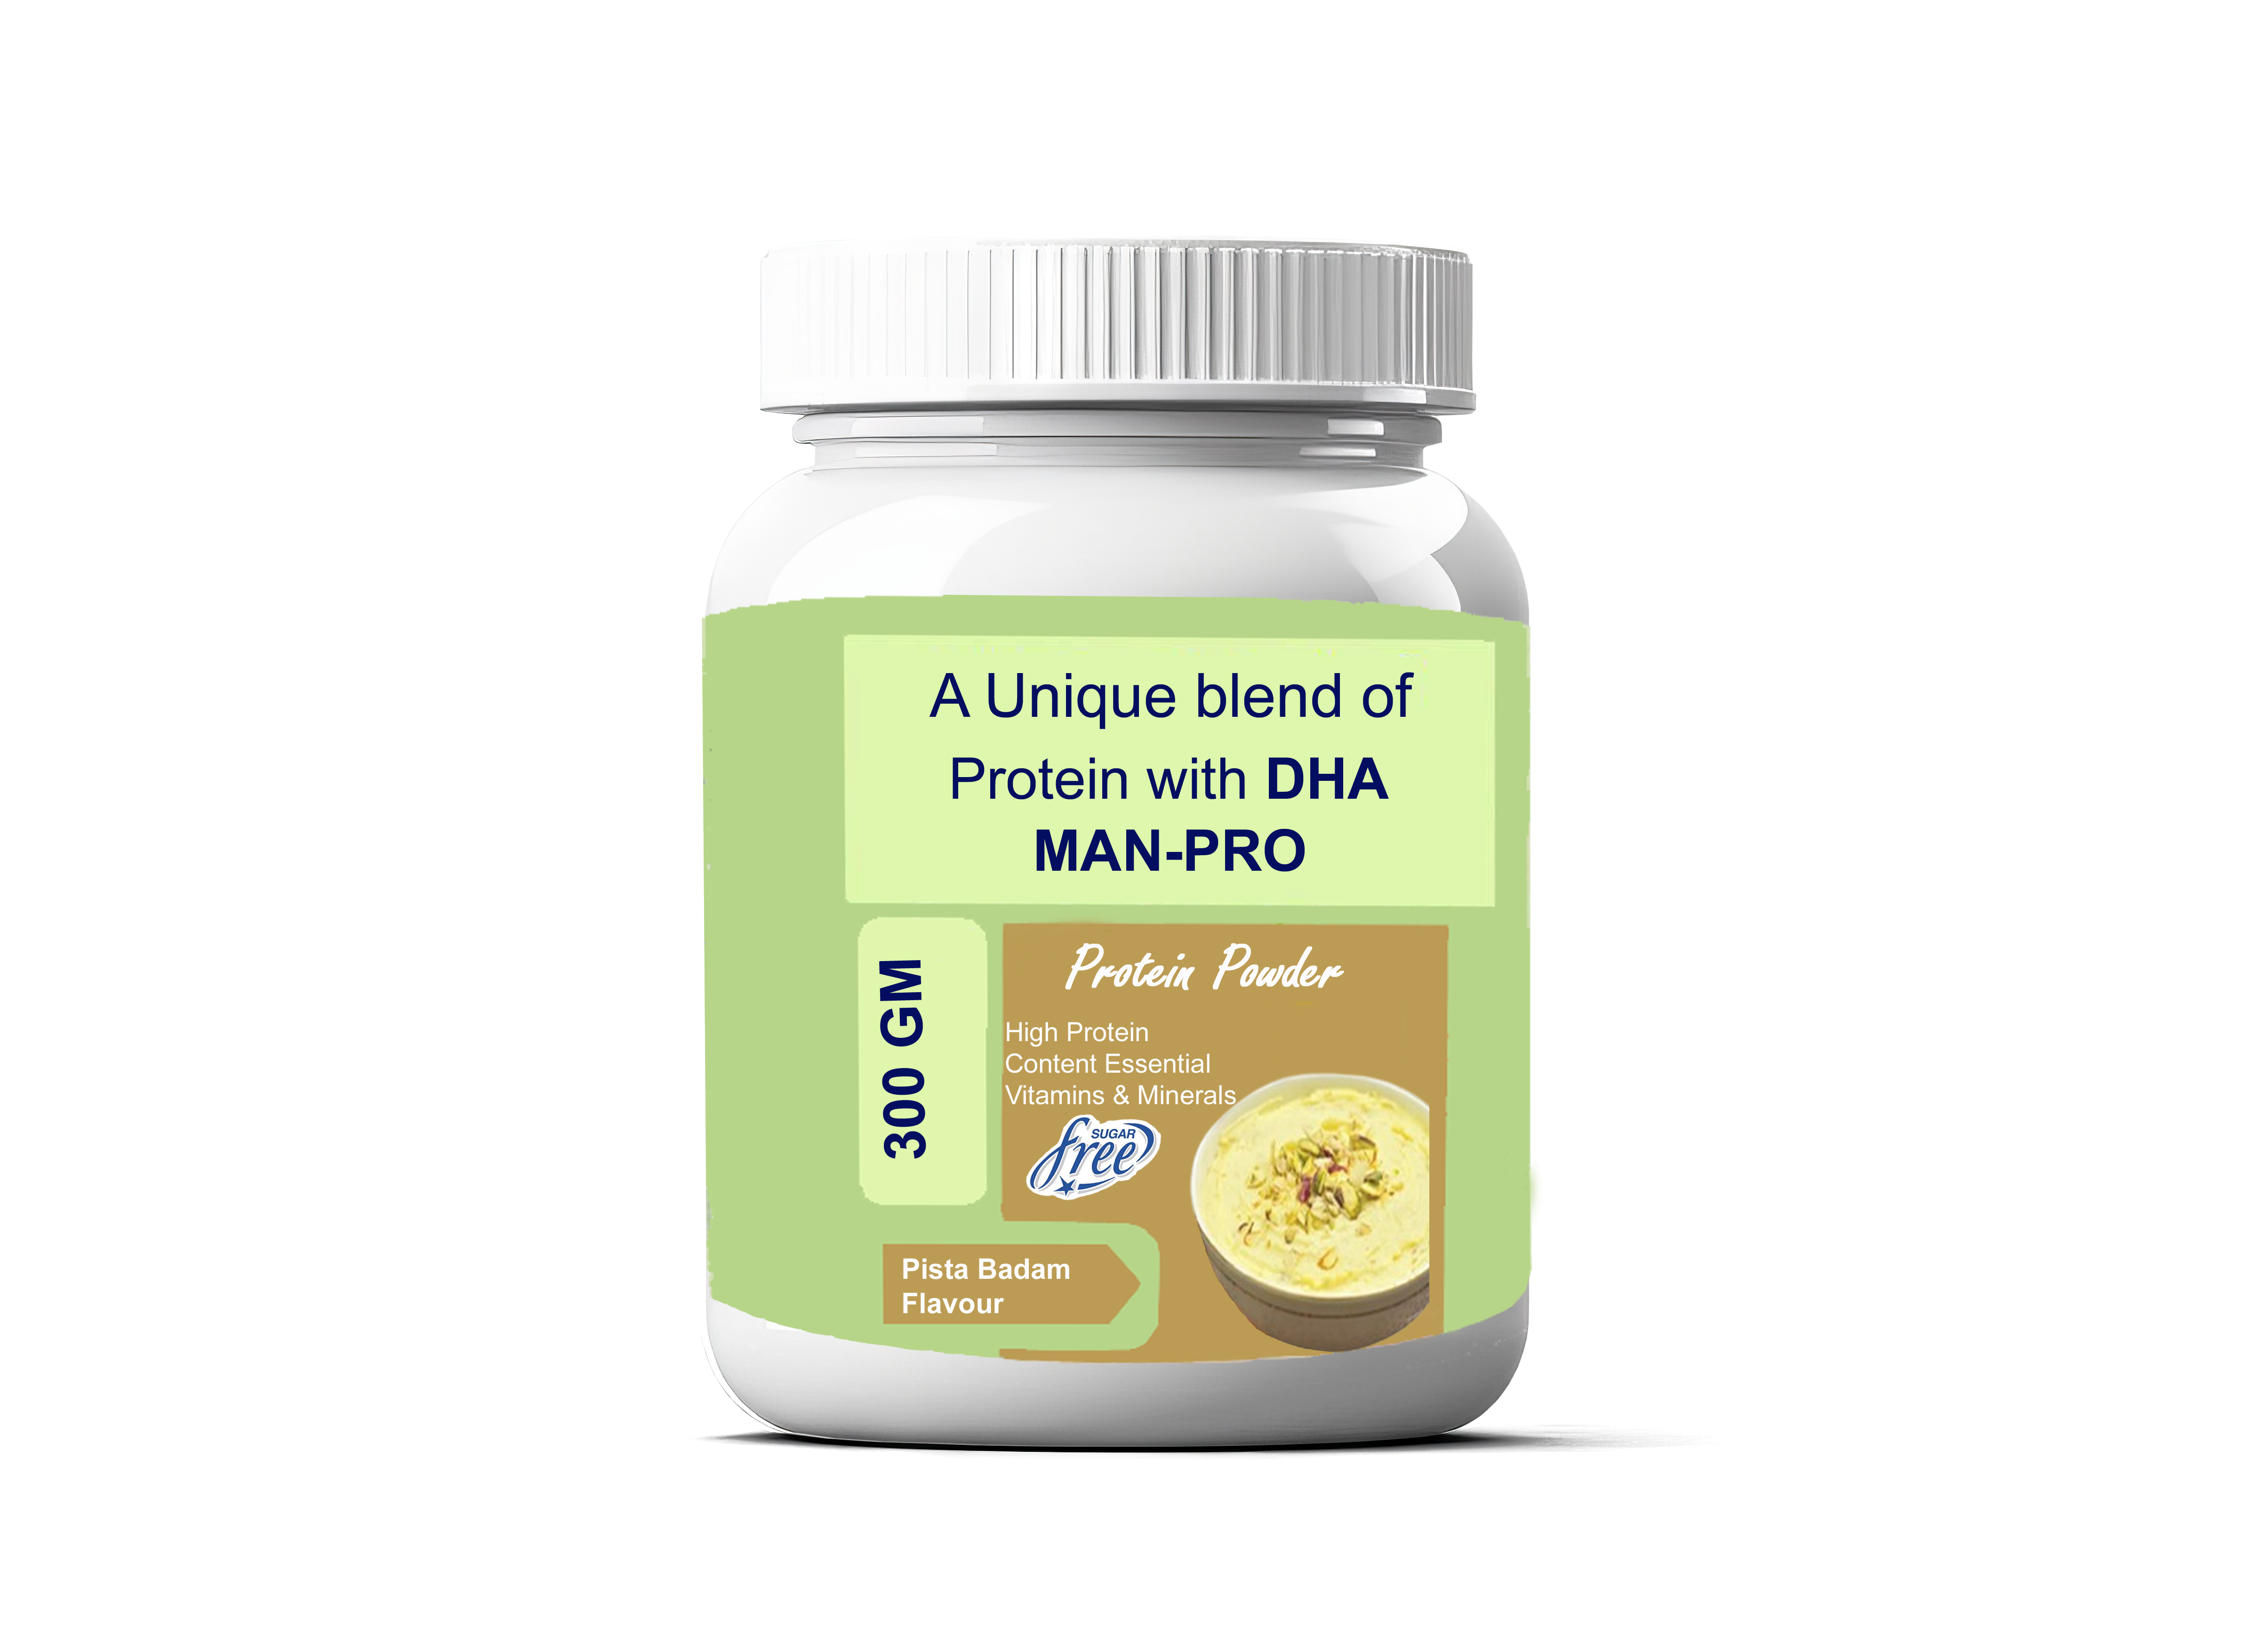 A Unique blend of
Protein with DHA
MAN-PRO
300 GM
Protein Powder
High Protein
Content Essential
Vitamins & Minerals
SUGAR
free
Pista Badam
Flavour